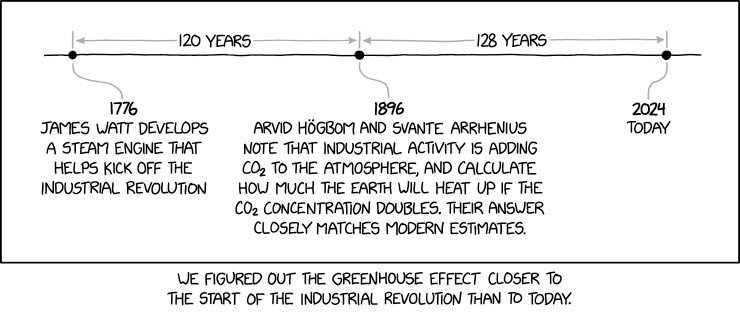 120 YEARS
128 YEARS
1776
JAMES WATT DEVELOPS
A STEAM ENGINE THAT
HELPS KICK OFF THE
INDUSTRIAL REVOLUTION
1896
ARVID HÖGBOM AND SVANTE ARRHENIUS
NOTE THAT INDUSTRIAL ACTIVITY IS ADDING
CO₂ TO THE ATMOSPHERE, AND CALCULATE
HOW MUCH THE EARTH WILL HEAT UP IF THE
CO₂ CONCENTRATION DOUBLES. THEIR ANSWER
CLOSELY MATCHES MODERN ESTIMATES.
2024
TODAY
WE FIGURED OUT THE GREENHOUSE EFFECT CLOSER TO
THE START OF THE INDUSTRIAL REVOLUTION THAN TO TODAY.